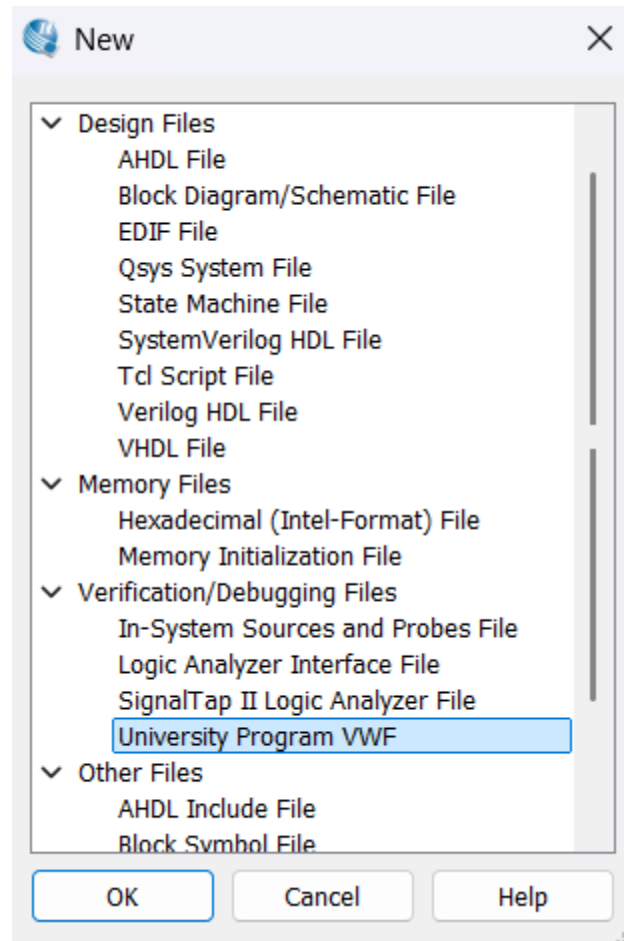 New
Design Files
AHDL File
Block Diagram/Schematic File
EDIF File
Qsys System File
State Machine File
SystemVerilog HDL File
Tcl Script File
Verilog HDL File
VHDL File
Memory Files
Hexadecimal (Intel-Format) File
Memory Initialization File
Verification/Debugging Files
In-System Sources and Probes File
Logic Analyzer Interface File
SignalTap II Logic Analyzer File
University Program VWF
Other Files
AHDL Include File
Block Symbol File
OK Cancel Help